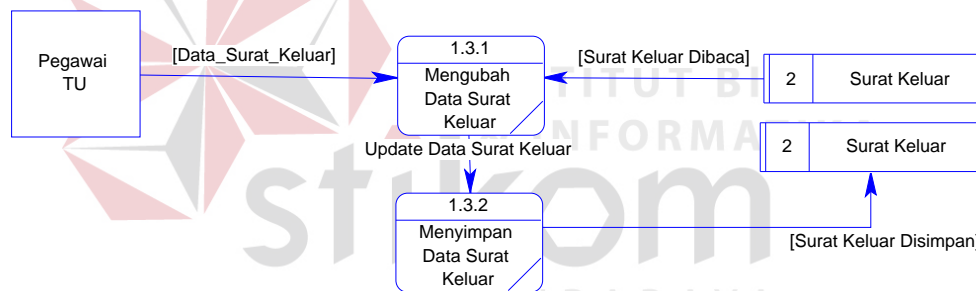 Pegawai
TU
[Data_Surat_Keluar]
1.3.1
Mengubah
Data Surat
Keluar
[Surat Keluar Dibaca]
2 Surat Keluar
2 Surat Keluar
Update Data Surat Keluar
1.3.2
Menyimpan
Data Surat
Keluar
[Surat Keluar Disimpan]
stikom